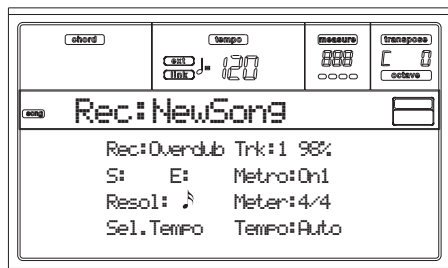 chord tempo measure transpose
ext link ♩= 120 888 C 0
octave
song Rec:NewSong
Rec:Overdub Trk:1 98%
S: E: Metro:On1
Resol: ♪ Meter:4/4
Sel.Tempo Tempo:Auto